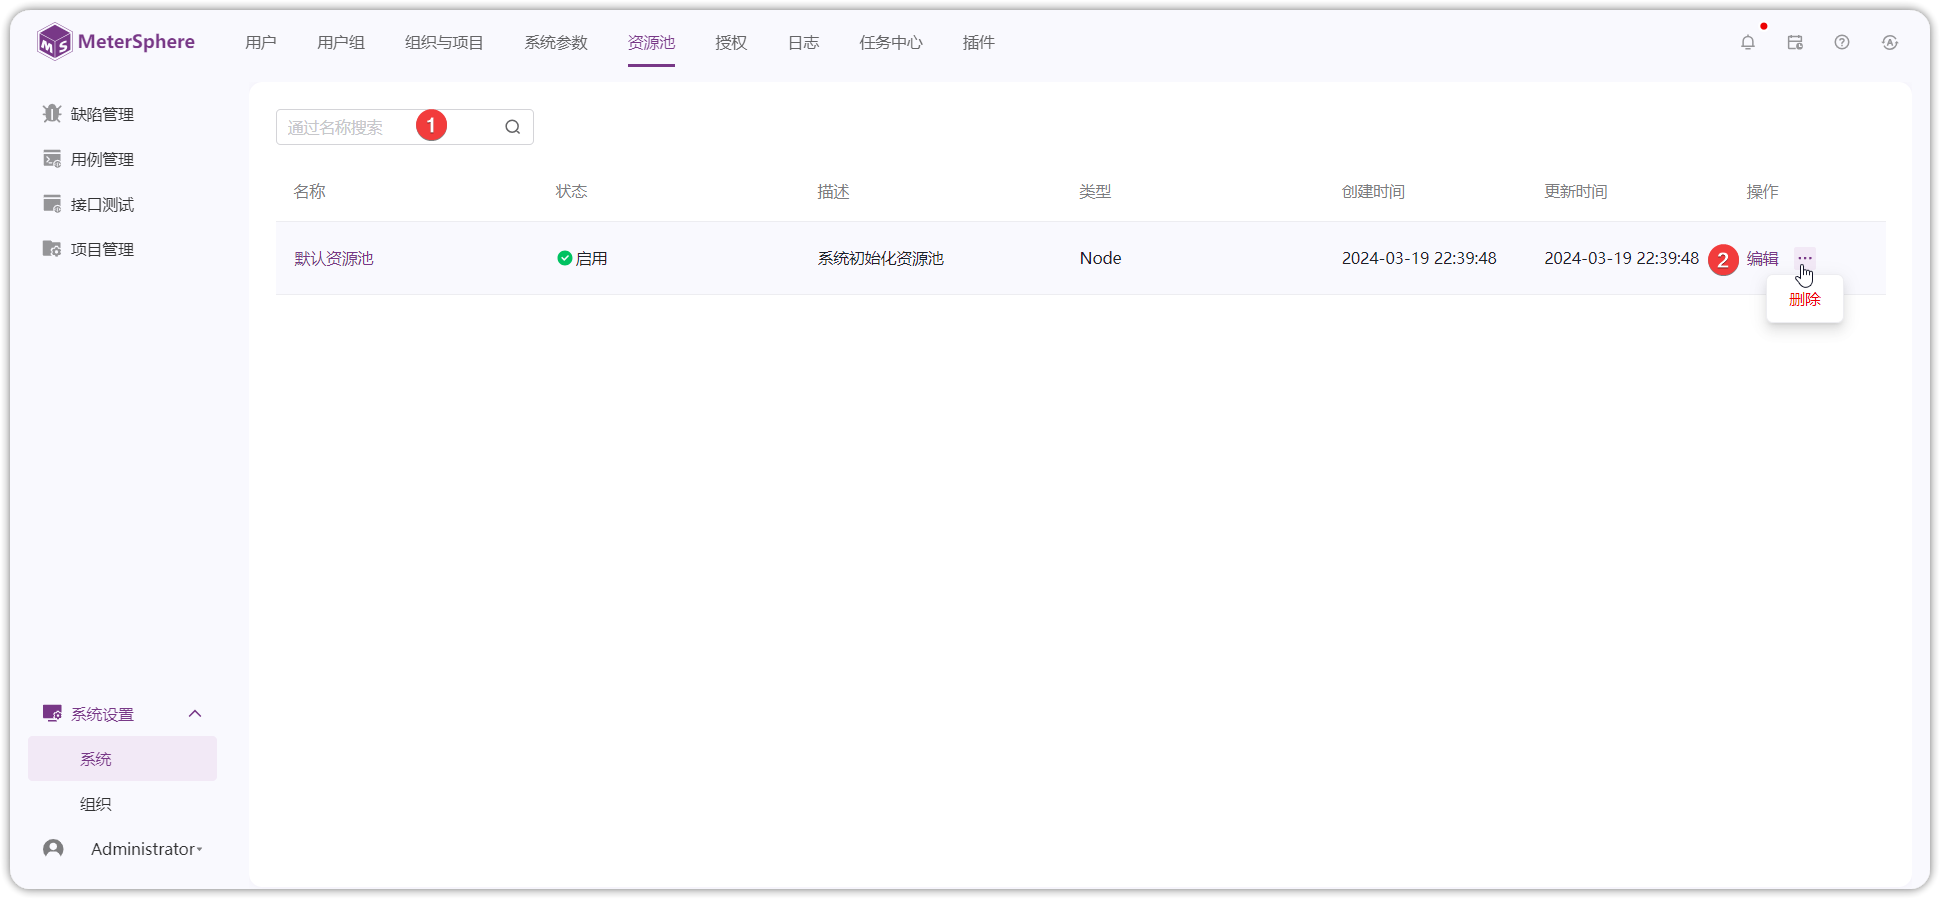 MeterSphere 用户 用户组 组织与项目 系统参数 资源池 授权 日志 任务中心 插件
缺陷管理
用例管理
接口测试
项目管理
通过名称搜索 1
名称 状态 描述 类型 创建时间 更新时间 操作
默认资源池 启用 系统初始化资源池 Node 2024-03-19 22:39:48 2024-03-19 22:39:48 2 编辑 ...
删除
系统设置
系统
组织
Administrator